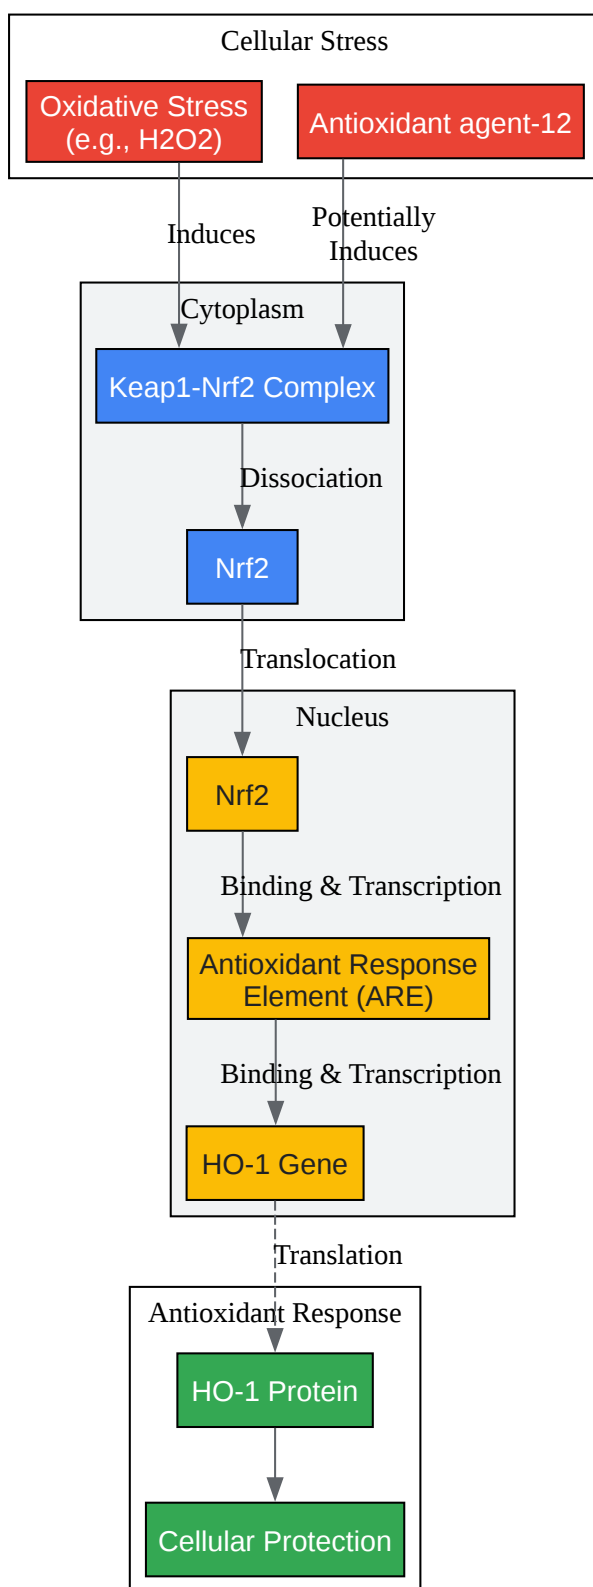 Cellular Stress
Oxidative Stress
(e.g., H2O2)
Antioxidant agent-12
Induces
Potentially
Induces
Cytoplasm
Keap1-Nrf2 Complex
Dissociation
Nrf2
Translocation
Nucleus
Nrf2
Binding & Transcription
Antioxidant Response
Element (ARE)
Binding & Transcription
HO-1 Gene
Translation
Antioxidant Response
HO-1 Protein
Cellular Protection